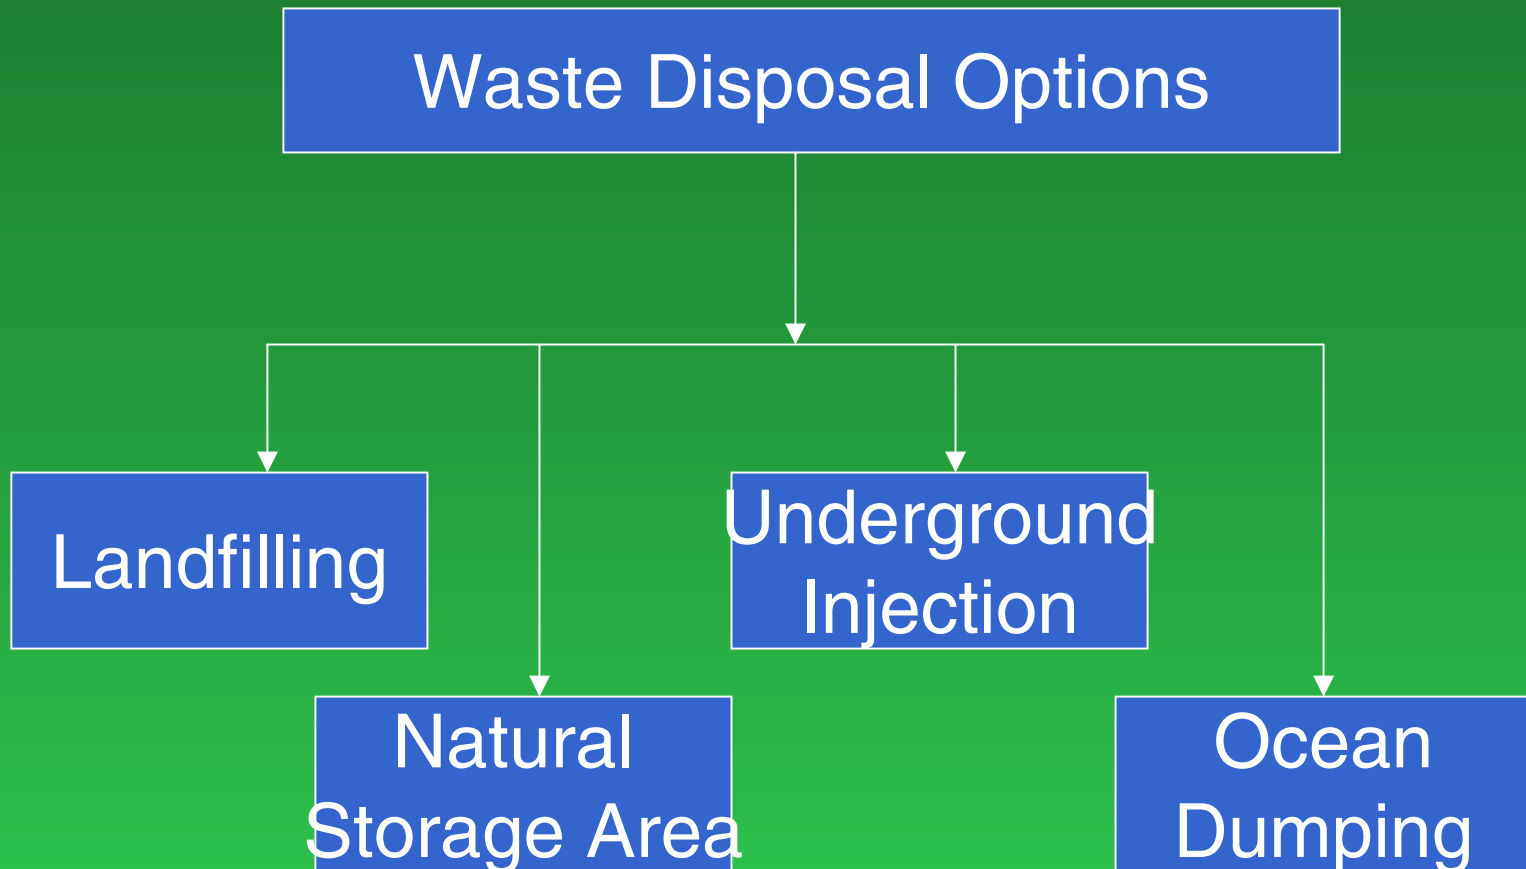 Waste Disposal Options
Landfilling
Underground
Injection
Natural
Storage Area
Ocean
Dumping